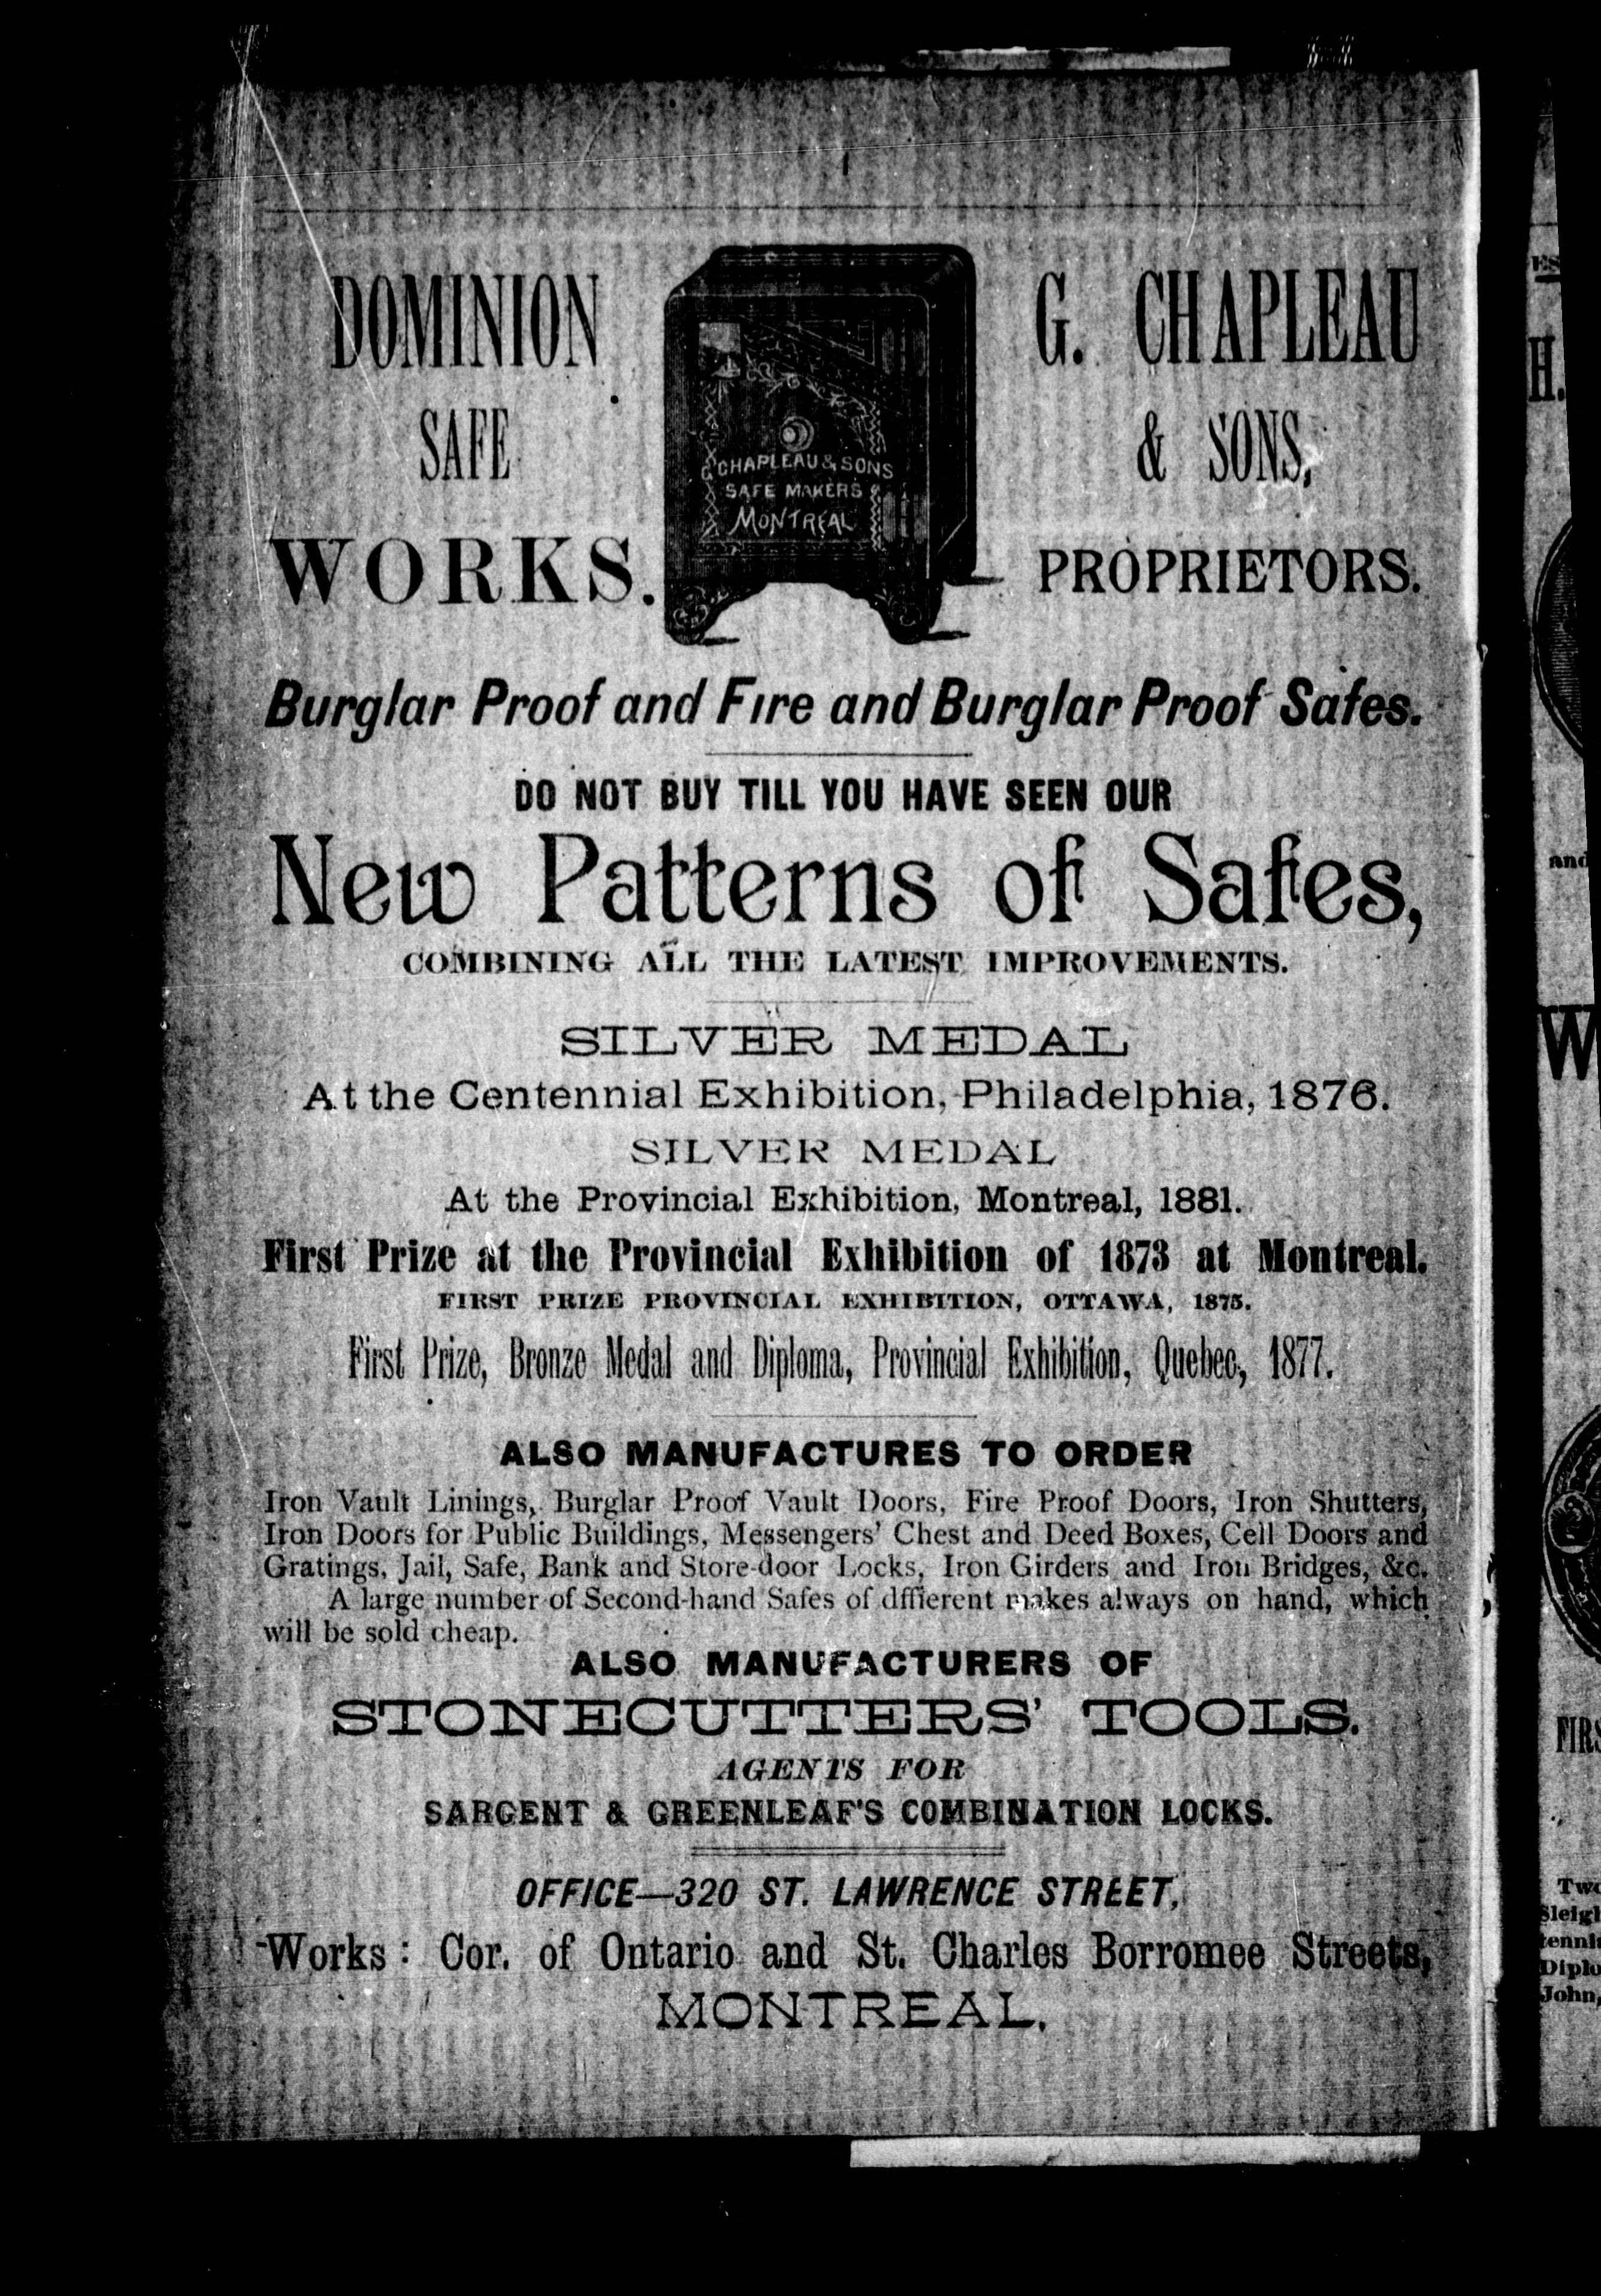 DOMINION
SAFE
WORKS.
G. CHAPLEAU & SONS
SAFE MAKERS
MONTREAL
G. CHAPLEAU
& SONS,
PROPRIETORS.
Burglar Proof and Fire and Burglar Proof Safes.
DO NOT BUY TILL YOU HAVE SEEN OUR
New Patterns of Safes,
COMBINING ALL THE LATEST IMPROVEMENTS.
SILVER MEDAL
At the Centennial Exhibition, Philadelphia, 1876.
SILVER MEDAL
At the Provincial Exhibition, Montreal, 1881.
First Prize at the Provincial Exhibition of 1873 at Montreal.
FIRST PRIZE PROVINCIAL EXHIBITION, OTTAWA, 1875.
First Prize, Bronze Medal and Diploma, Provincial Exhibition, Quebec, 1877.
ALSO MANUFACTURES TO ORDER
Iron Vault Linings, Burglar Proof Vault Doors, Fire Proof Doors, Iron Shutters,
Iron Doors for Public Buildings, Messengers' Chest and Deed Boxes, Cell Doors and
Gratings, Jail, Safe, Bank and Store-door Locks, Iron Girders and Iron Bridges, &c.
A large number of Second-hand Safes of dffierent makes always on hand, which
will be sold cheap.
ALSO MANUFACTURERS OF
STONECUTTERS' TOOLS.
AGENTS FOR
SARGENT & GREENLEAF'S COMBINATION LOCKS.
OFFICE—320 ST. LAWRENCE STREET,
Works: Cor. of Ontario and St. Charles Borromee Streets,
MONTREAL.
ES
H.
and
W
FIRS
Two
Sleigh
tennis
Diplo
John,